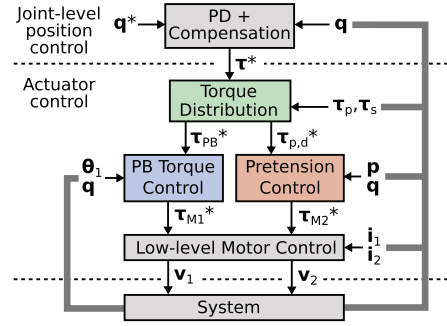 Joint-level
position
control
q*
PD +
Compensation
q
τ*
Actuator
control
Torque
Distribution
τp,τs
τPB*
τp,d*
θ1
q
PB Torque
Control
Pretension
Control
p
q
τM1*
τM2*
Low-level Motor Control
i1
i2
v1
v2
System